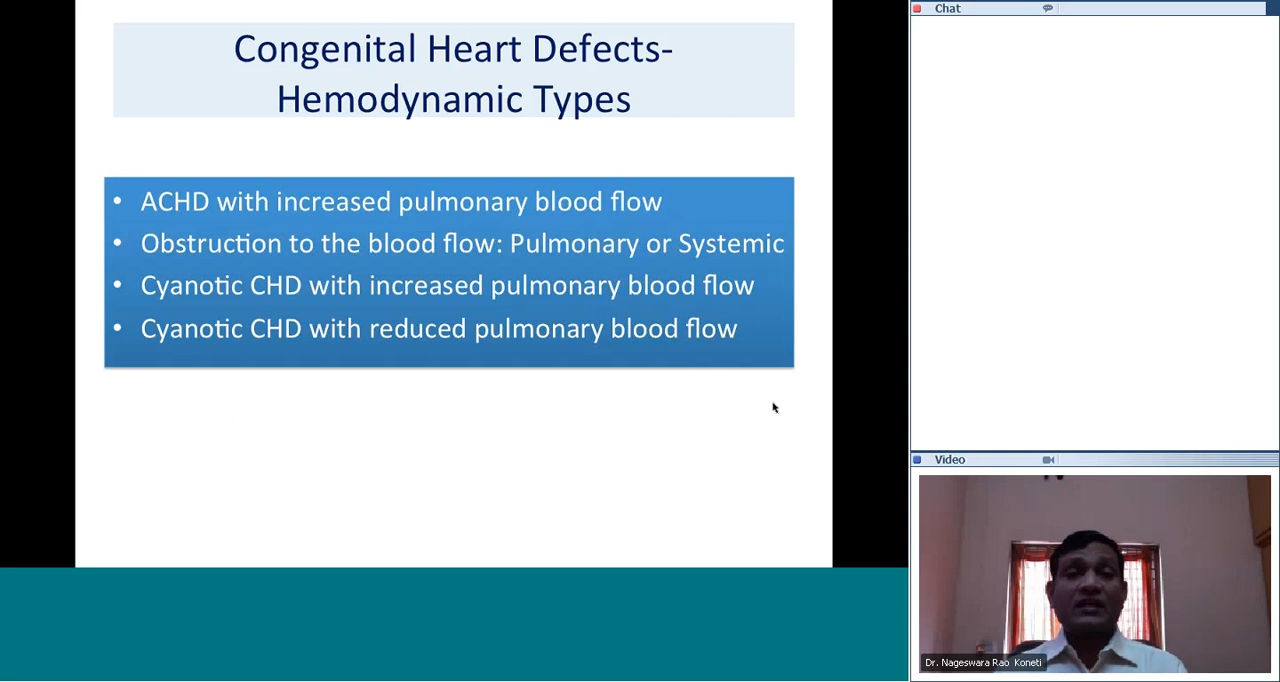 Congenital Heart Defects-
Hemodynamic Types
• ACHD with increased pulmonary blood flow
• Obstruction to the blood flow: Pulmonary or Systemic
• Cyanotic CHD with increased pulmonary blood flow
• Cyanotic CHD with reduced pulmonary blood flow
Chat
Video
Dr. Nageswara Rao Koneti